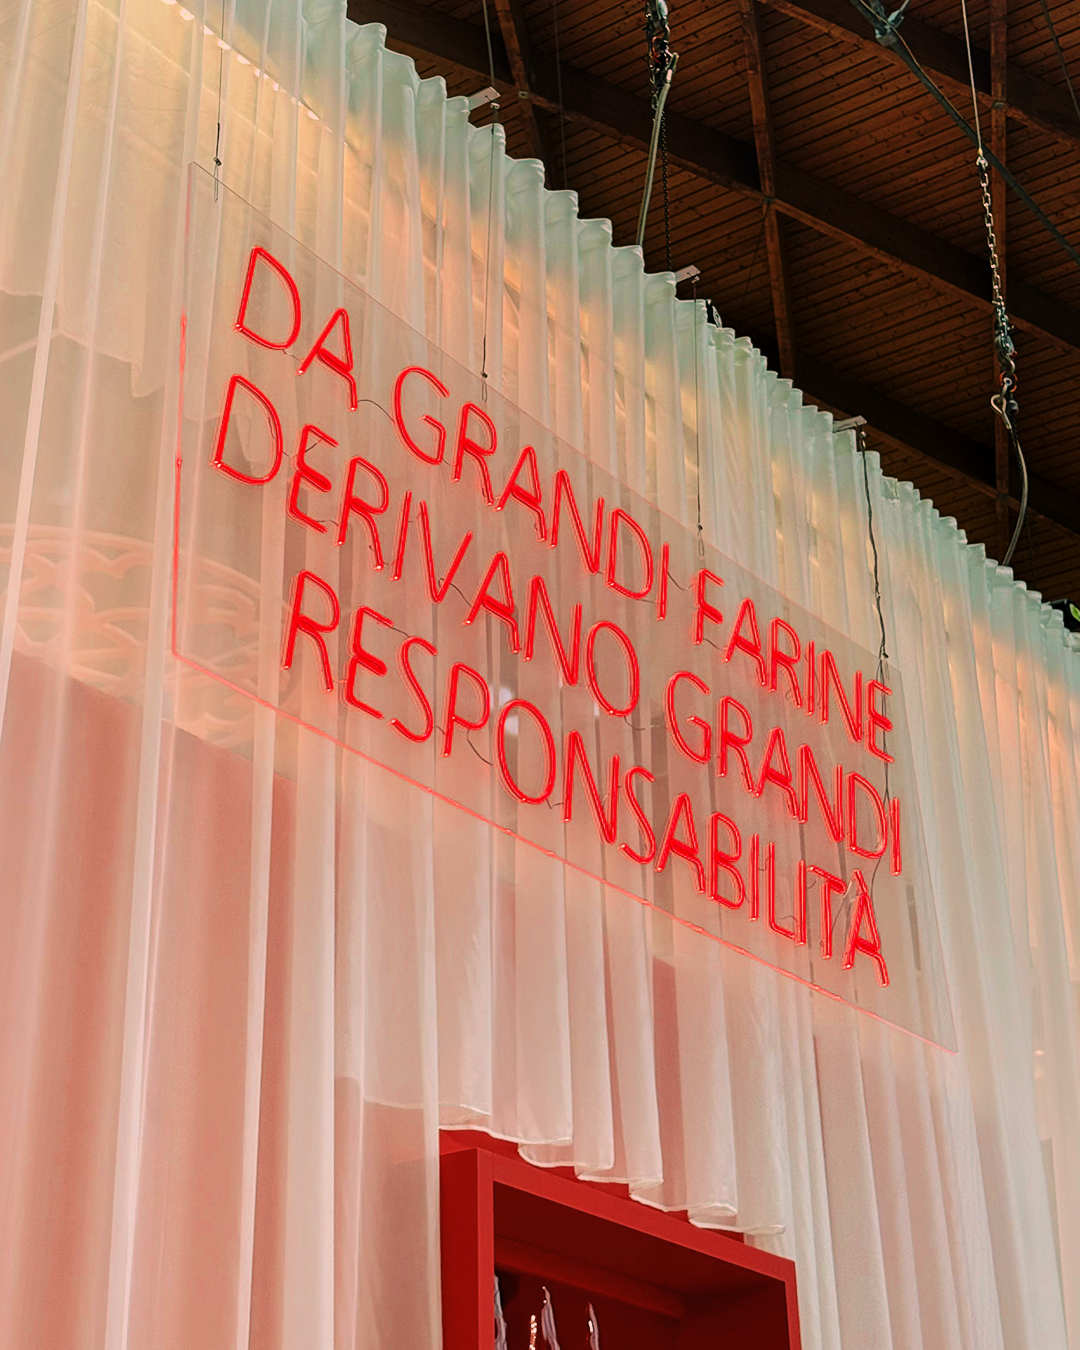 DA GRANDI FARINE
DERIVANO GRANDI
RESPONSABILITÀ